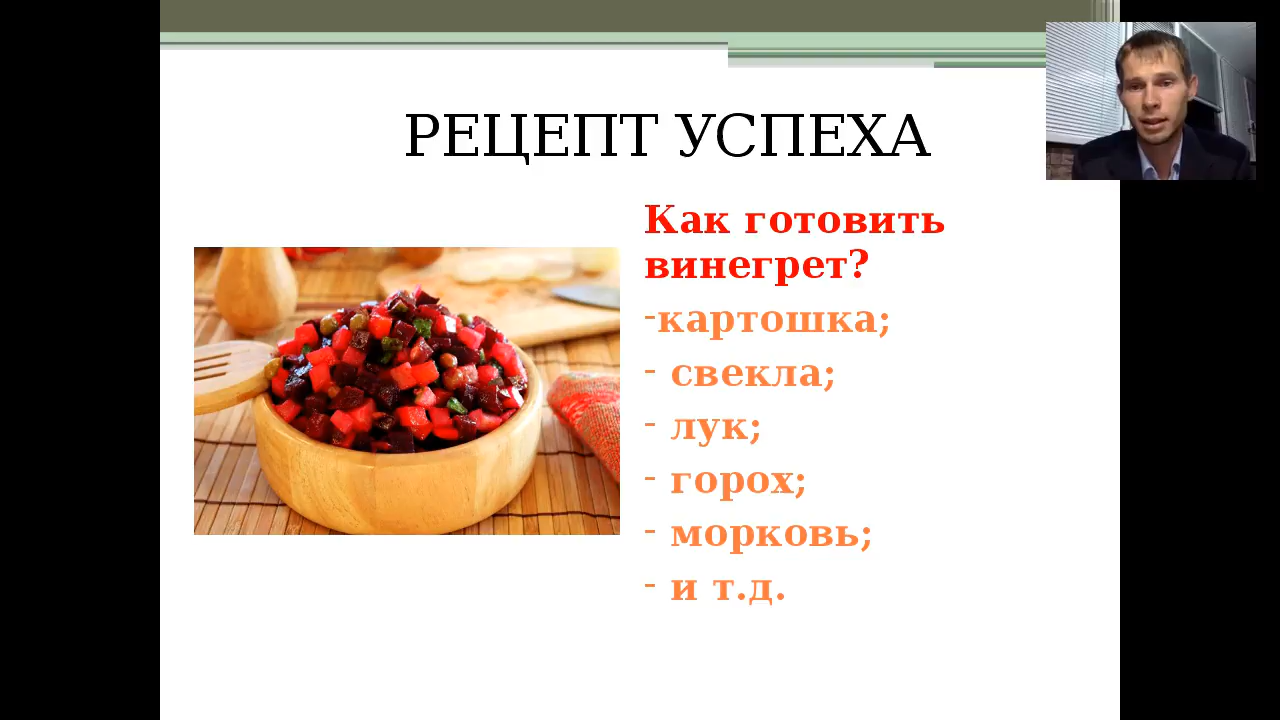 РЕЦЕПТ УСПЕХА
Как готовить
винегрет?
-картошка;
- свекла;
- лук;
- горох;
- морковь;
- и т.д.